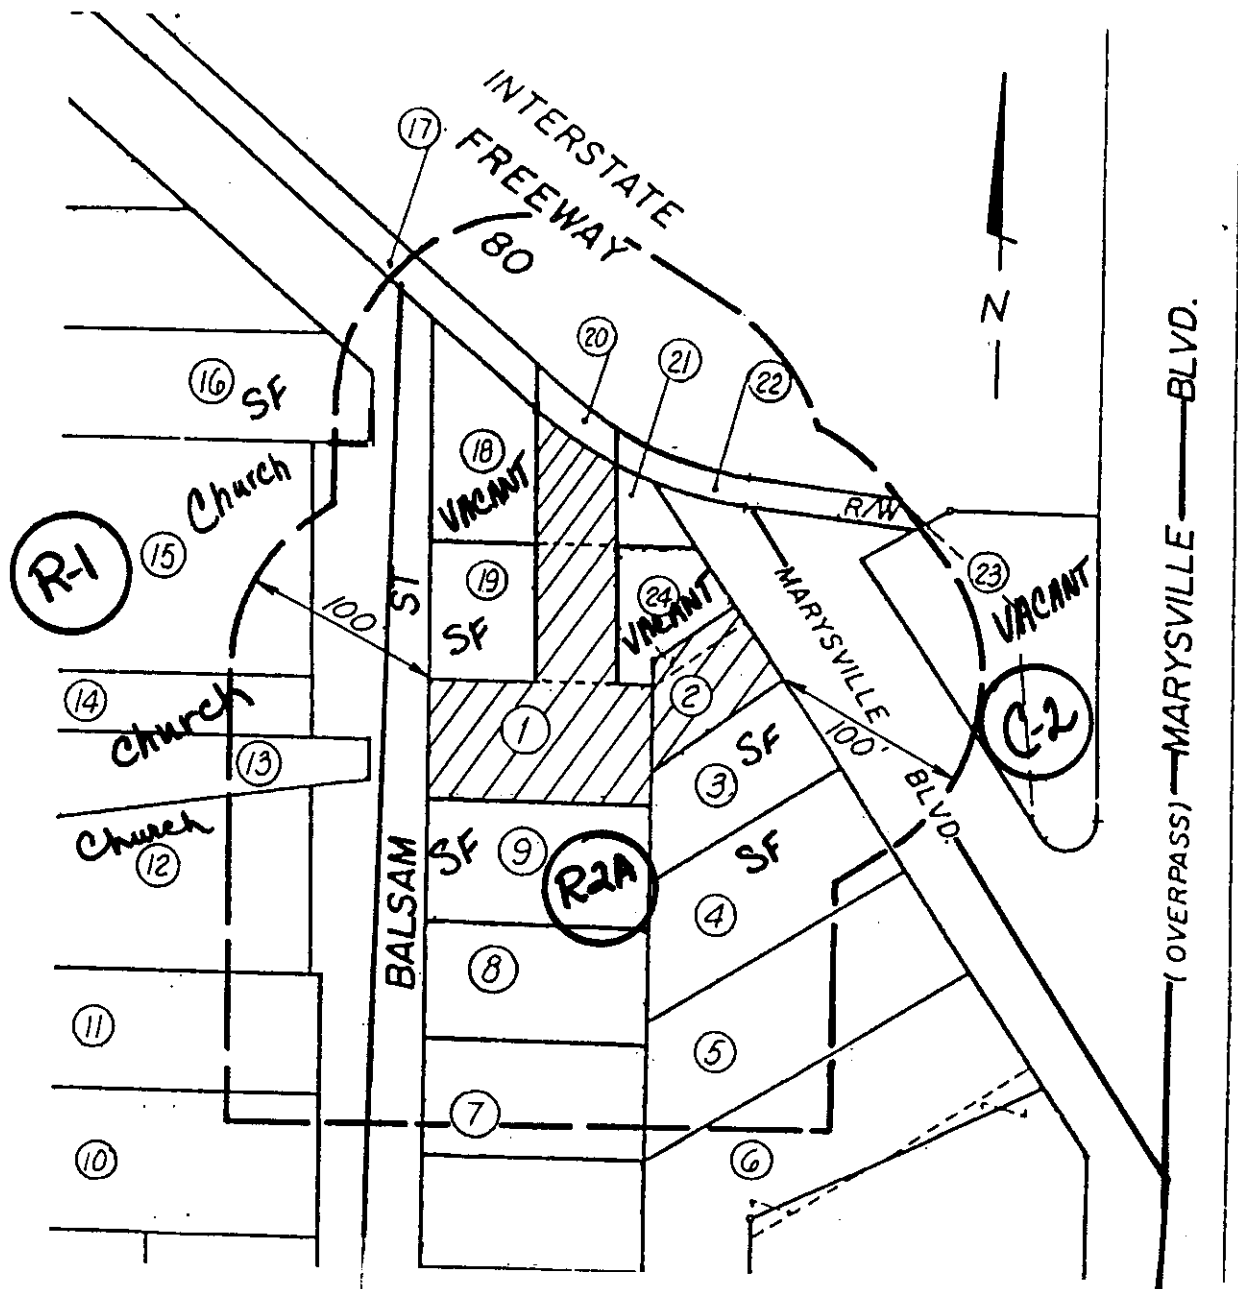 INTERSTATE
FREEWAY
80
17
N
20
21
22
16
SF
18
VACANT
R/W
Church
15
R-1
19
SF
ST
100'
24
VACANT
MARYSVILLE
BLVD.
23
VACANT
C-2
14
Church
13
1
2
3
SF
100'
Church
12
SF
9
R2A
SF
4
BALSAM
8
11
5
7
10
6
(OVERPASS) MARYSVILLE BLVD.